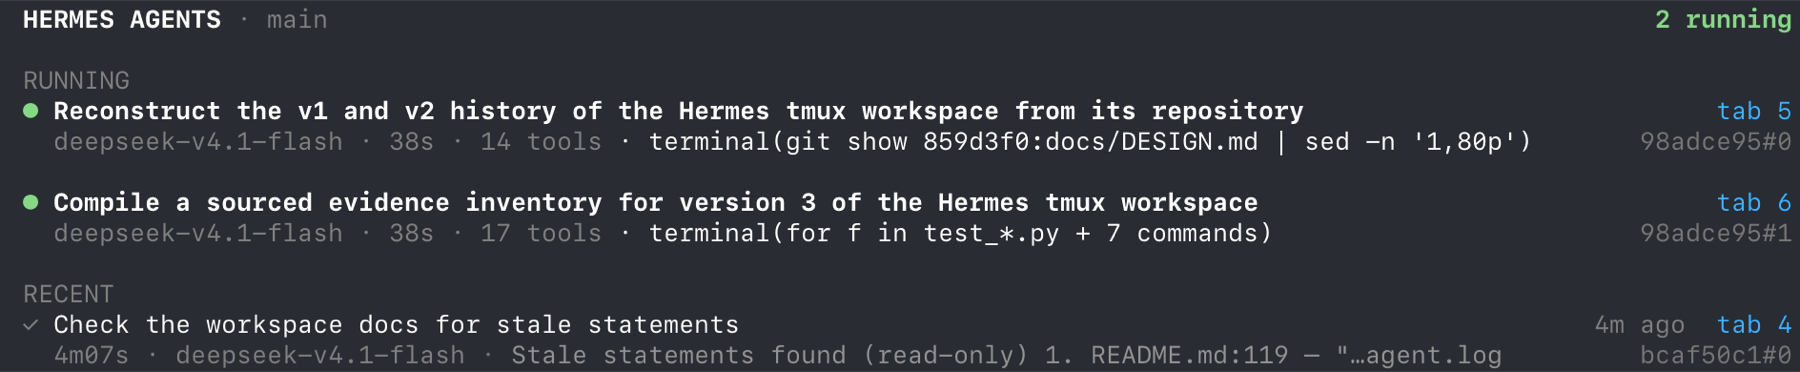 HERMES AGENTS · main 2 running
RUNNING
● Reconstruct the v1 and v2 history of the Hermes tmux workspace from its repository tab 5
deepseek-v4.1-flash · 38s · 14 tools · terminal(git show 859d3f0:docs/DESIGN.md | sed -n '1,80p') 98adce95#0
● Compile a sourced evidence inventory for version 3 of the Hermes tmux workspace tab 6
deepseek-v4.1-flash · 38s · 17 tools · terminal(for f in test_*.py + 7 commands) 98adce95#1
RECENT
✓ Check the workspace docs for stale statements 4m ago tab 4
4m07s · deepseek-v4.1-flash · Stale statements found (read-only) 1. README.md:119 — "…agent.log bcaf50c1#0